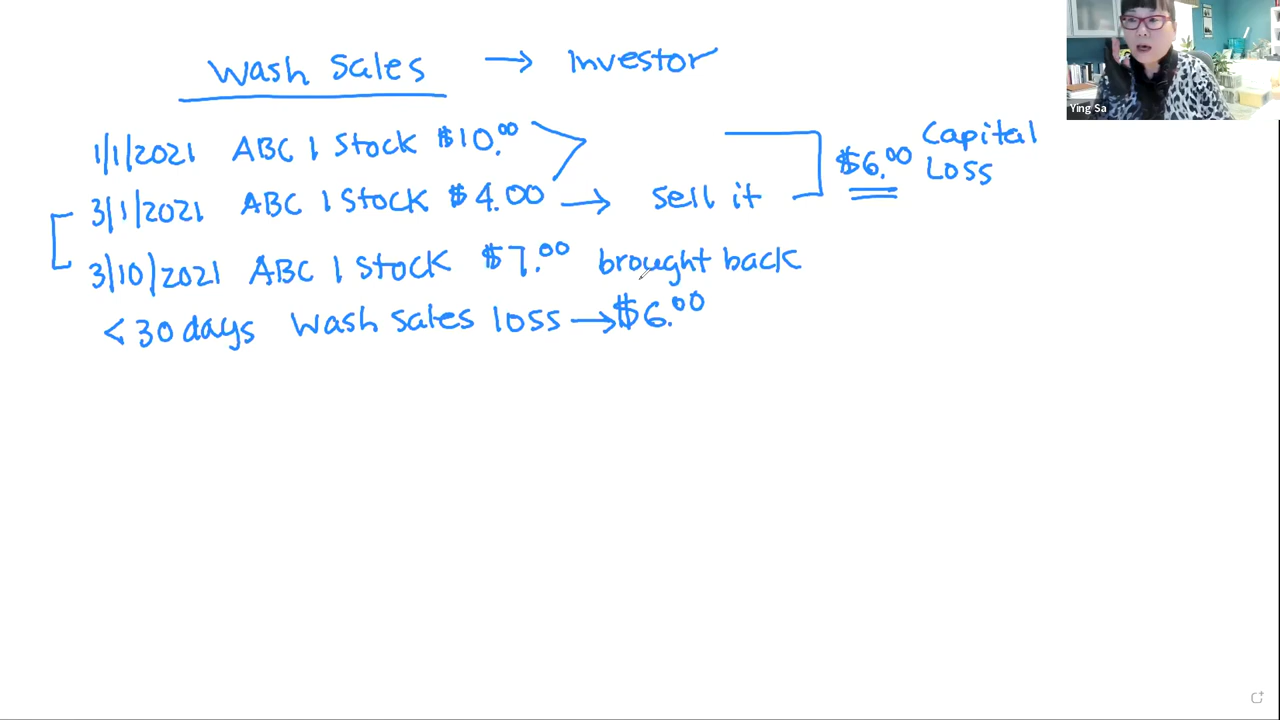 Wash Sales → Investor
1/1/2021 ABC 1 Stock $10.00
Capital
$6.00 Loss
3/1/2021 ABC 1 Stock $4.00 → Sell it
3/10/2021 ABC 1 Stock $7.00 brought back
< 30 days Wash Sales loss → $6.00
Ying Sa